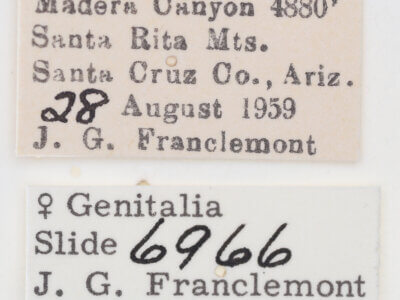 Madera Canyon 4880'
Santa Rita Mts.
Santa Cruz Co., Ariz.
28 August 1959
J. G. Franclemont
♀ Genitalia
Slide 6966
J. G. Franclemont